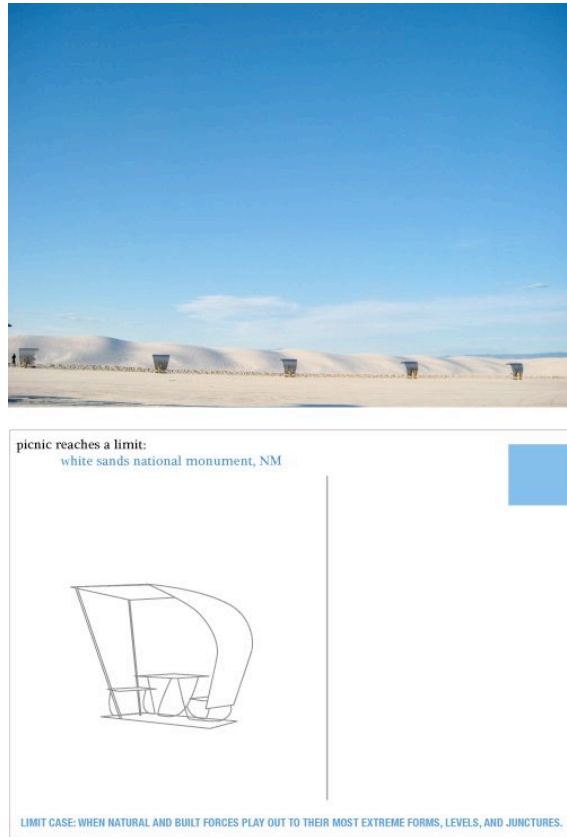 picnic reaches a limit:
white sands national monument, NM
LIMIT CASE: WHEN NATURAL AND BUILT FORCES PLAY OUT TO THEIR MOST EXTREME FORMS, LEVELS, AND JUNCTURES.